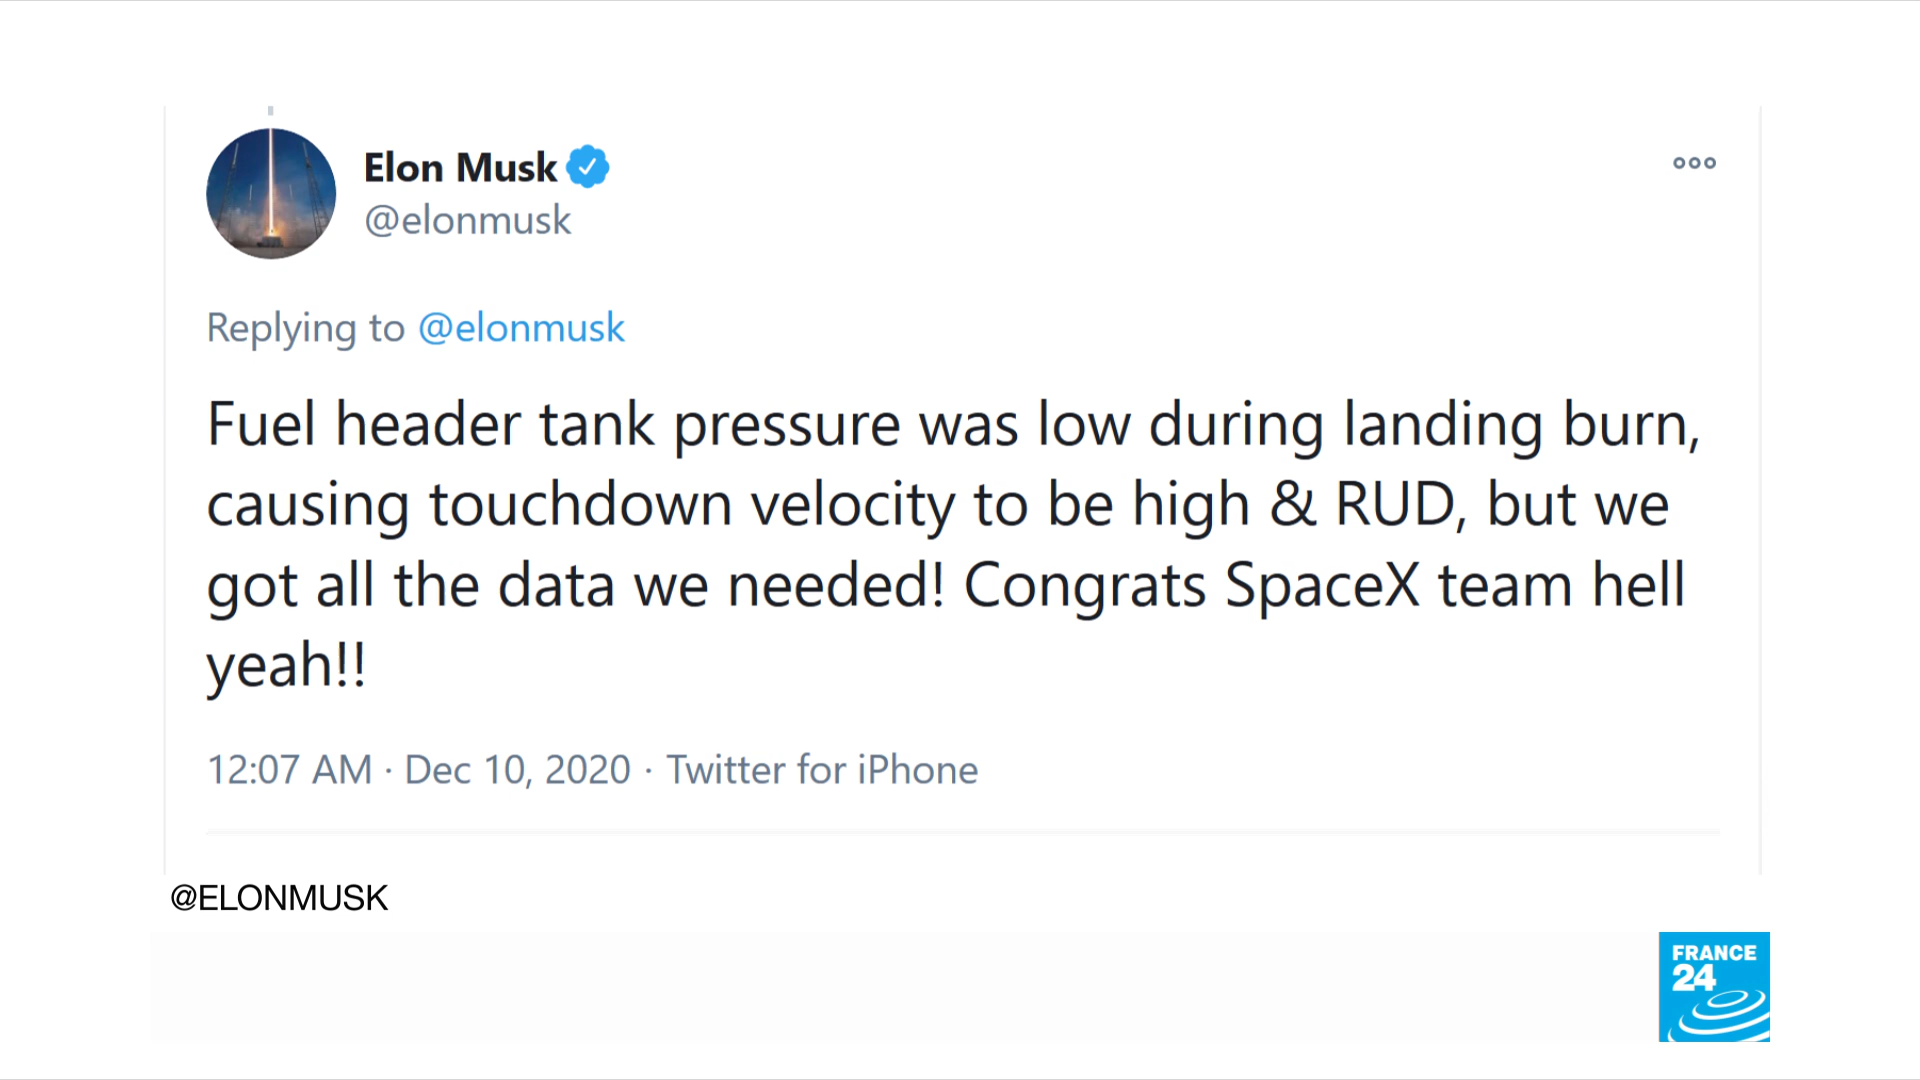 Elon Musk
@elonmusk
Replying to @elonmusk
Fuel header tank pressure was low during landing burn,
causing touchdown velocity to be high & RUD, but we
got all the data we needed! Congrats SpaceX team hell
yeah!!
12:07 AM · Dec 10, 2020 · Twitter for iPhone
@ELONMUSK
FRANCE
24